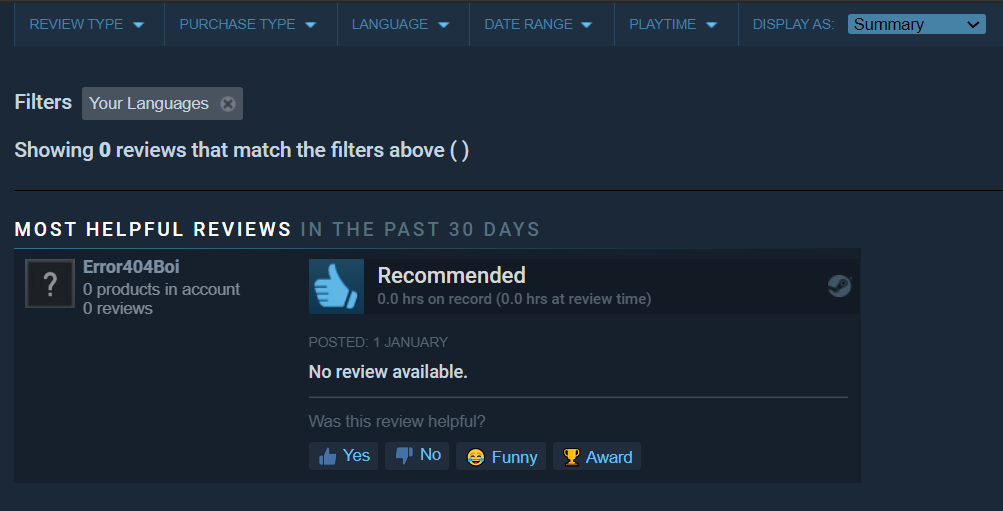 REVIEW TYPE PURCHASE TYPE LANGUAGE DATE RANGE PLAYTIME DISPLAY AS: Summary
Filters Your Languages
Showing 0 reviews that match the filters above ( )
MOST HELPFUL REVIEWS IN THE PAST 30 DAYS
?
Error404Boi
0 products in account
0 reviews
Recommended
0.0 hrs on record (0.0 hrs at review time)
POSTED: 1 JANUARY
No review available.
Was this review helpful?
Yes No Funny Award